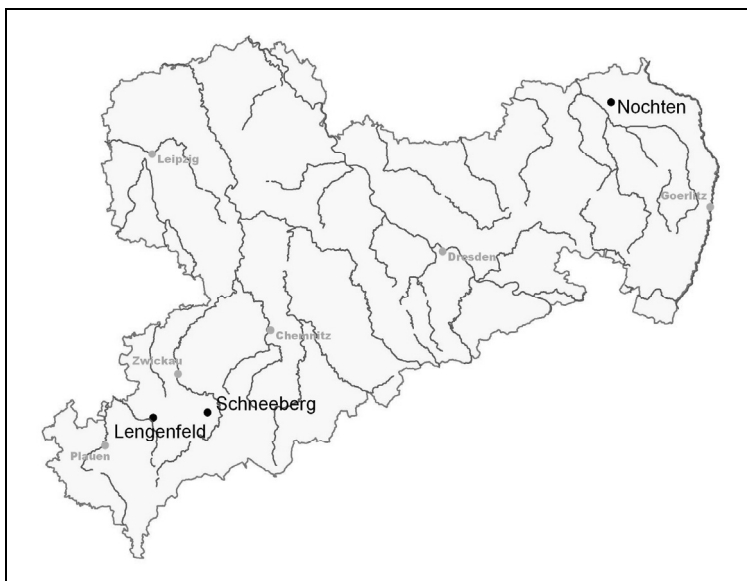 Nochten
Leipzig
Goerlitz
Dresden
Chemnitz
Zwickau
Schneeberg
Lengenfeld
Plauen